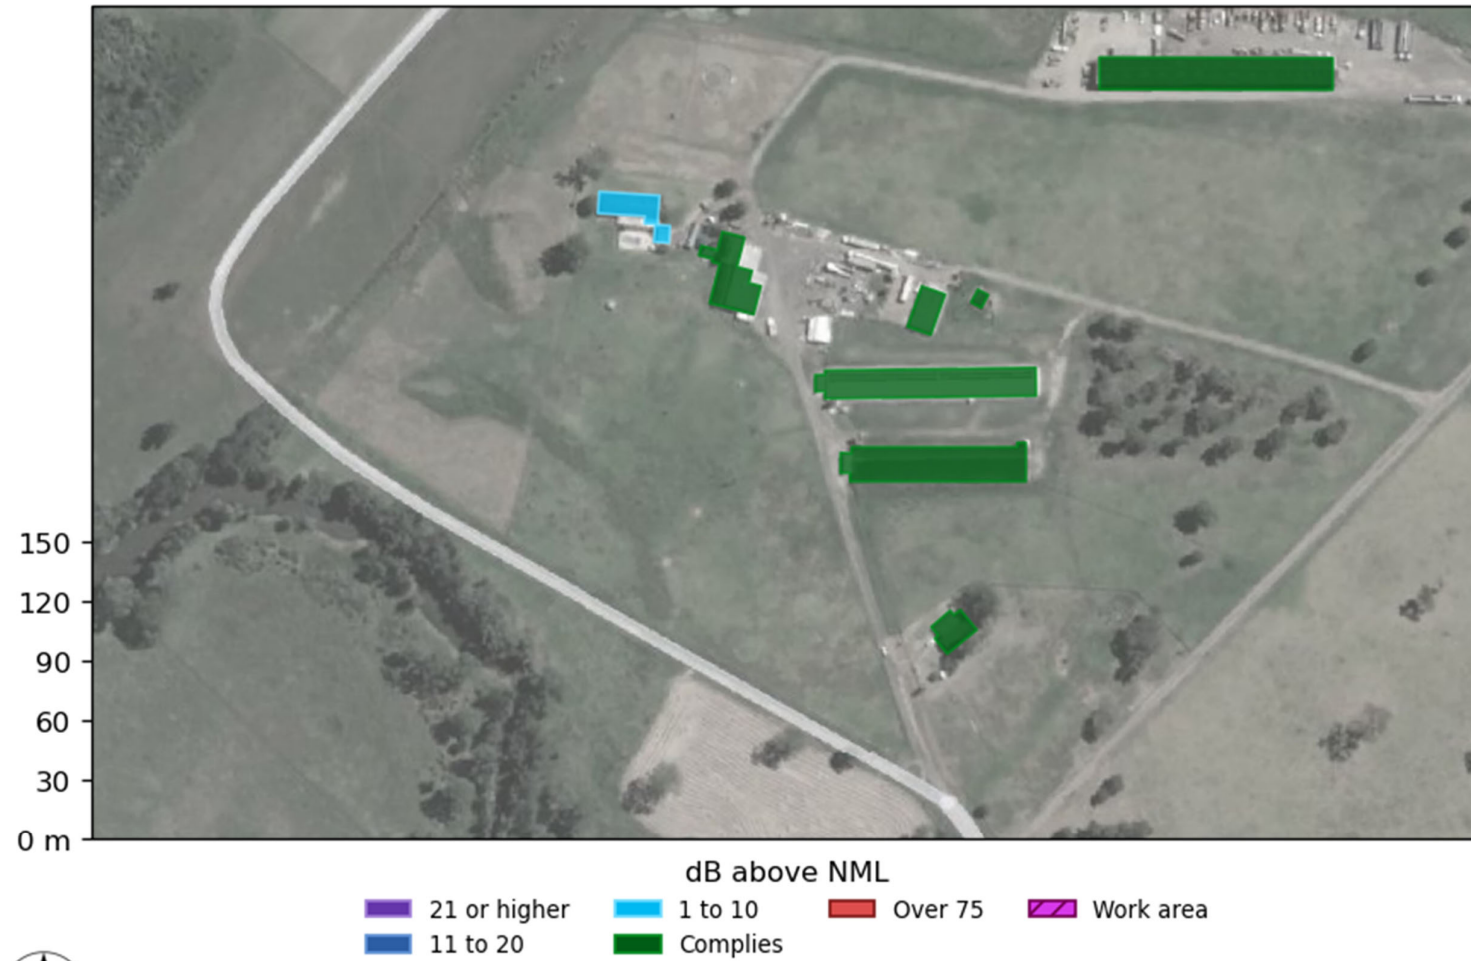 150
120
90
60
30
0 m
dB above NML
21 or higher
1 to 10
Over 75
Work area
11 to 20
Complies